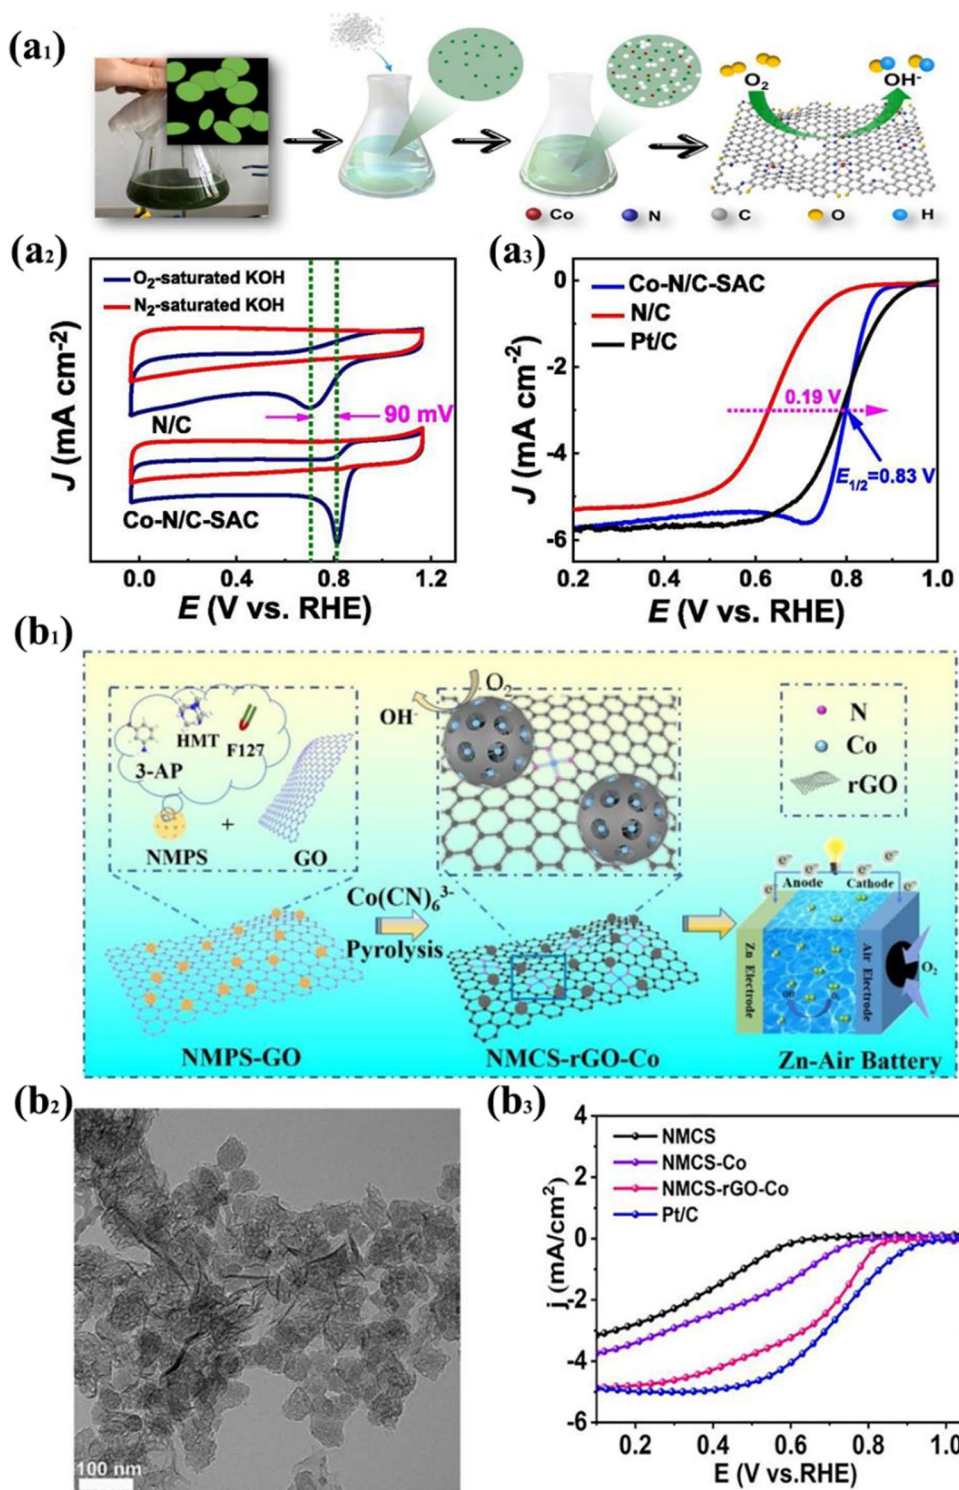 (a1)
O2
OH-
Co
N
C
O
H
(a2)
O2-saturated KOH
N2-saturated KOH
N/C
90 mV
Co-N/C-SAC
J (mA cm-2)
0.0
0.4
0.8
1.2
E (V vs. RHE)
(a3)
Co-N/C-SAC
N/C
Pt/C
0.19 V
E1/2=0.83 V
J (mA cm-2)
0
-2
-4
-6
0.2
0.4
0.6
0.8
1.0
E (V vs. RHE)
(b1)
3-AP
HMT
F127
NMPS
+
GO
OH-
O2
N
Co
rGO
Co(CN)6 3-
Pyrolysis
e-
e-
e-
e-
Anode
Cathode
e-
e-
Zn Electrode
Air Electrode
O2
NMPS-GO
NMCS-rGO-Co
Zn-Air Battery
(b2)
100 nm
(b3)
NMCS
NMCS-Co
NMCS-rGO-Co
Pt/C
j (mA/cm2)
4
2
0
-2
-4
-6
0.2
0.4
0.6
0.8
1.0
E (V vs.RHE)